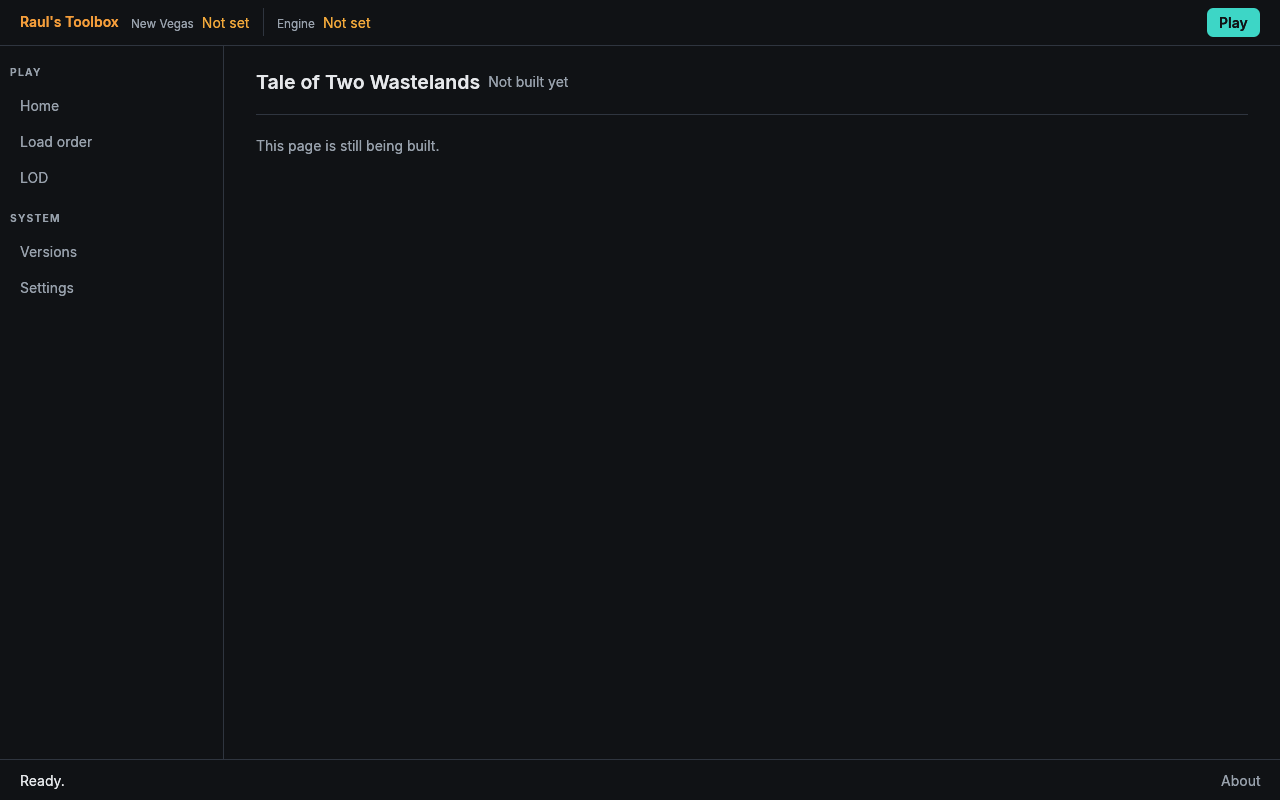 Raul's Toolbox New Vegas Not set Engine Not set Play
PLAY
Home
Load order
LOD
SYSTEM
Versions
Settings
Tale of Two Wastelands Not built yet
This page is still being built.
Ready. About